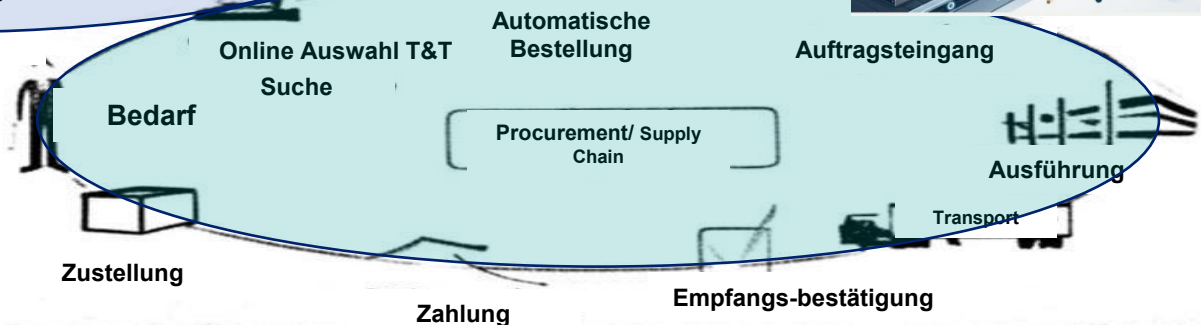 Automatische
Bestellung
Online Auswahl T&T
Suche
Auftragsteingang
Bedarf
Procurement/ Supply
Chain
Ausführung
Transport
Zustellung
Empfangs-bestätigung
Zahlung